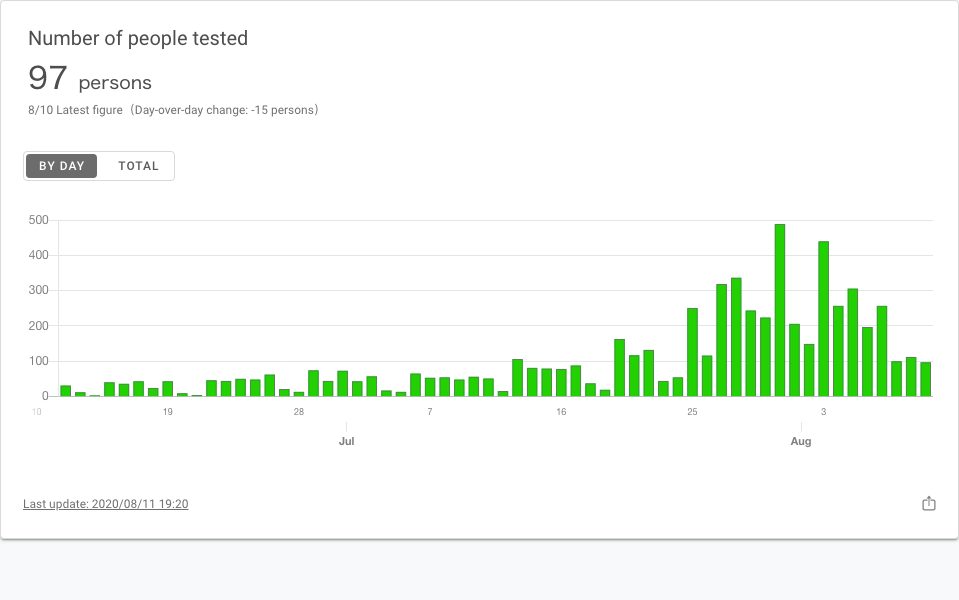 Number of people tested
97 persons
8/10 Latest figure（Day-over-day change: -15 persons）
BY DAY TOTAL
500
400
300
200
100
0
10 19 28 7 16 25 3
Jul Aug
Last update: 2020/08/11 19:20